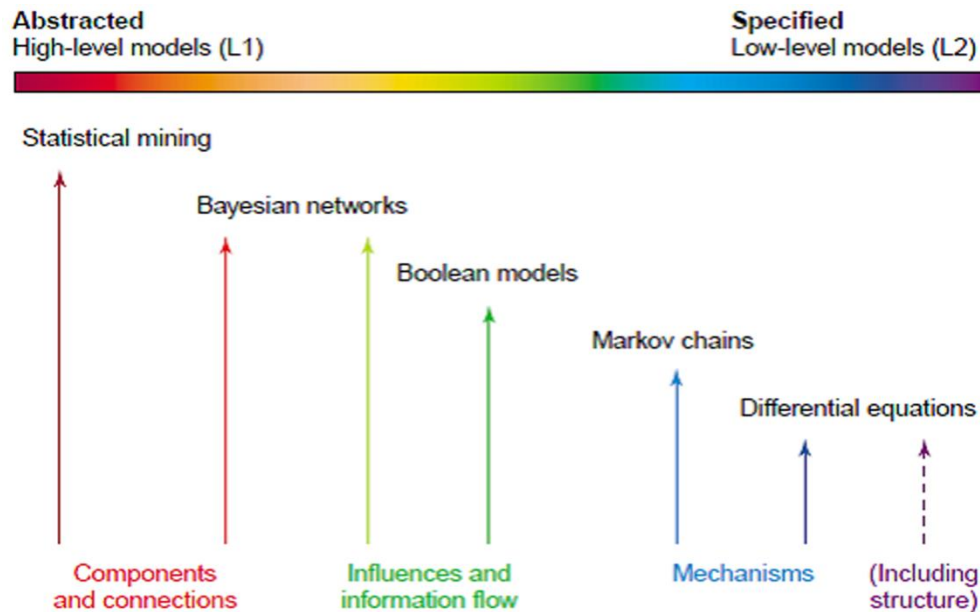 Abstracted
High-level models (L1)
Specified
Low-level models (L2)
Statistical mining
Bayesian networks
Boolean models
Markov chains
Differential equations
Components
and connections
Influences and
information flow
Mechanisms
(Including
structure)